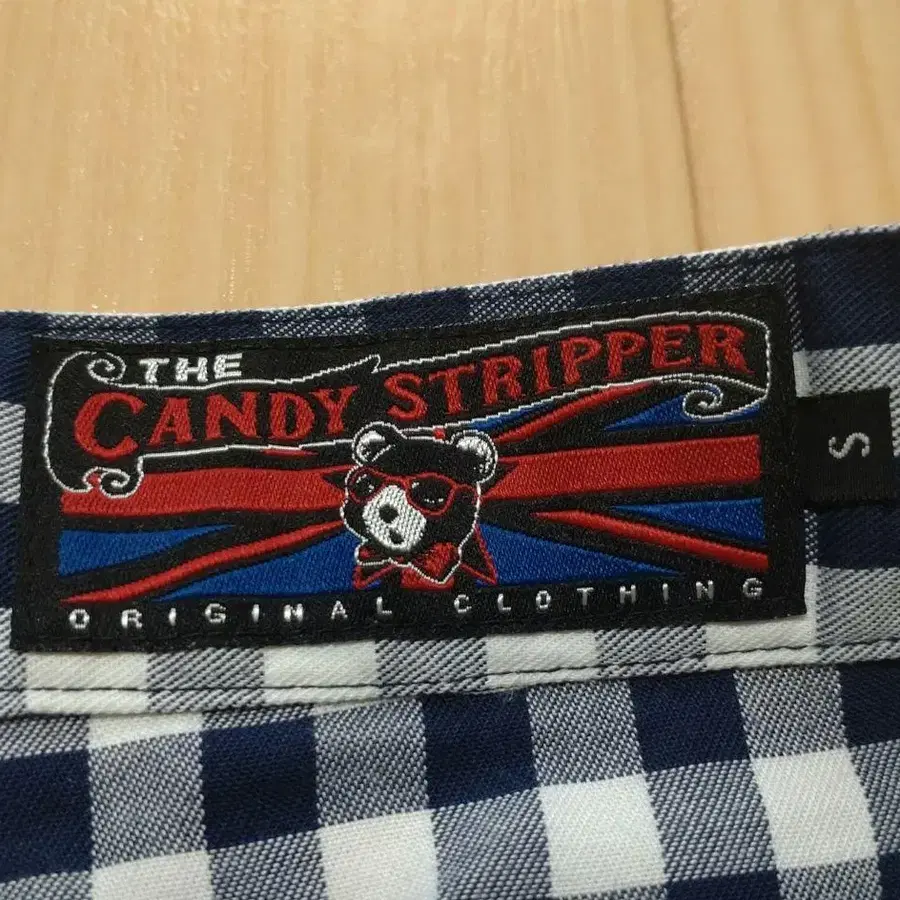 THE
CANDY STRIPPER
ORIGINAL CLOTHING
S